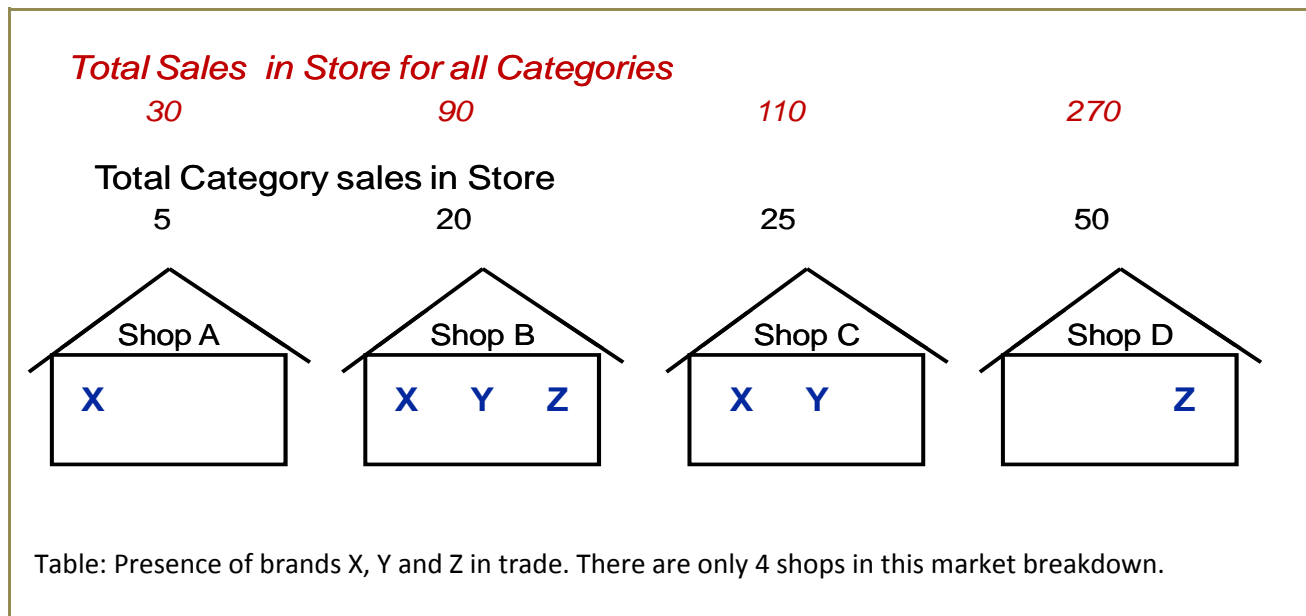 Total Sales in Store for all Categories
30 90 110 270
Total Category sales in Store
5 20 25 50
Shop A Shop B Shop C Shop D
X X Y Z X Y Z
Table: Presence of brands X, Y and Z in trade. There are only 4 shops in this market breakdown.